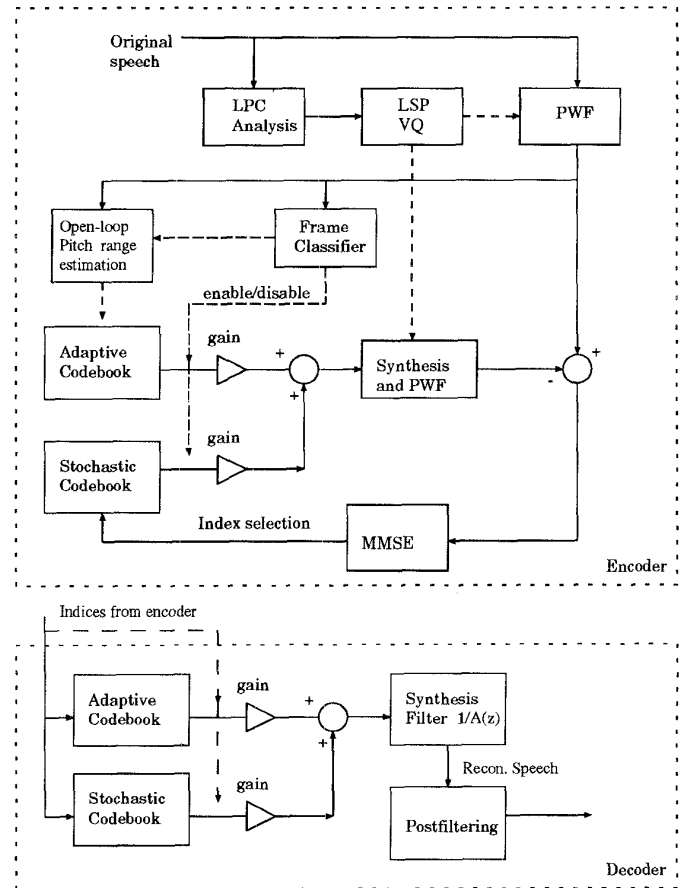 Original
speech
LPC
Analysis
LSP
VQ
PWF
Open-loop
Pitch range
estimation
Frame
Classifier
enable/disable
gain
Adaptive
Codebook
+
+
Synthesis
and PWF
+
-
gain
Stochastic
Codebook
Index selection
MMSE
Encoder
Indices from encoder
Adaptive
Codebook
gain
+
+
Synthesis
Filter 1/A(z)
Recon. Speech
gain
Stochastic
Codebook
Postfiltering
Decoder